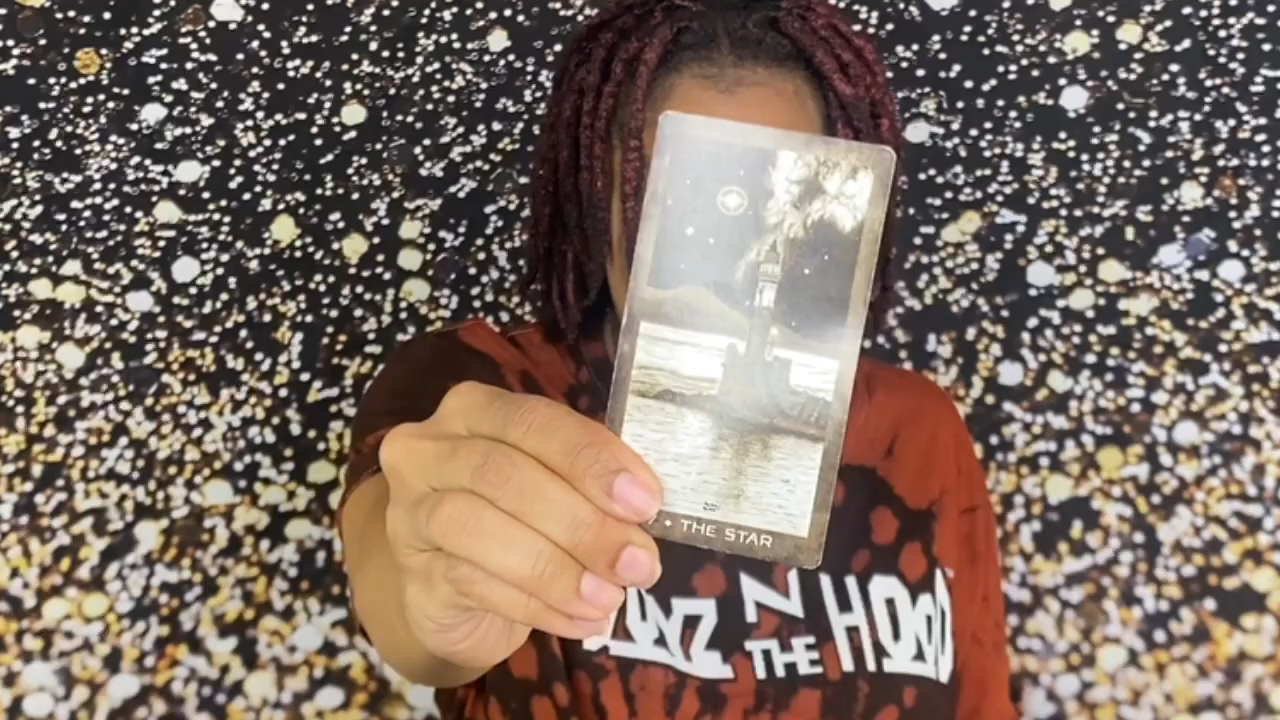 • THE STAR
N
THE HOOD